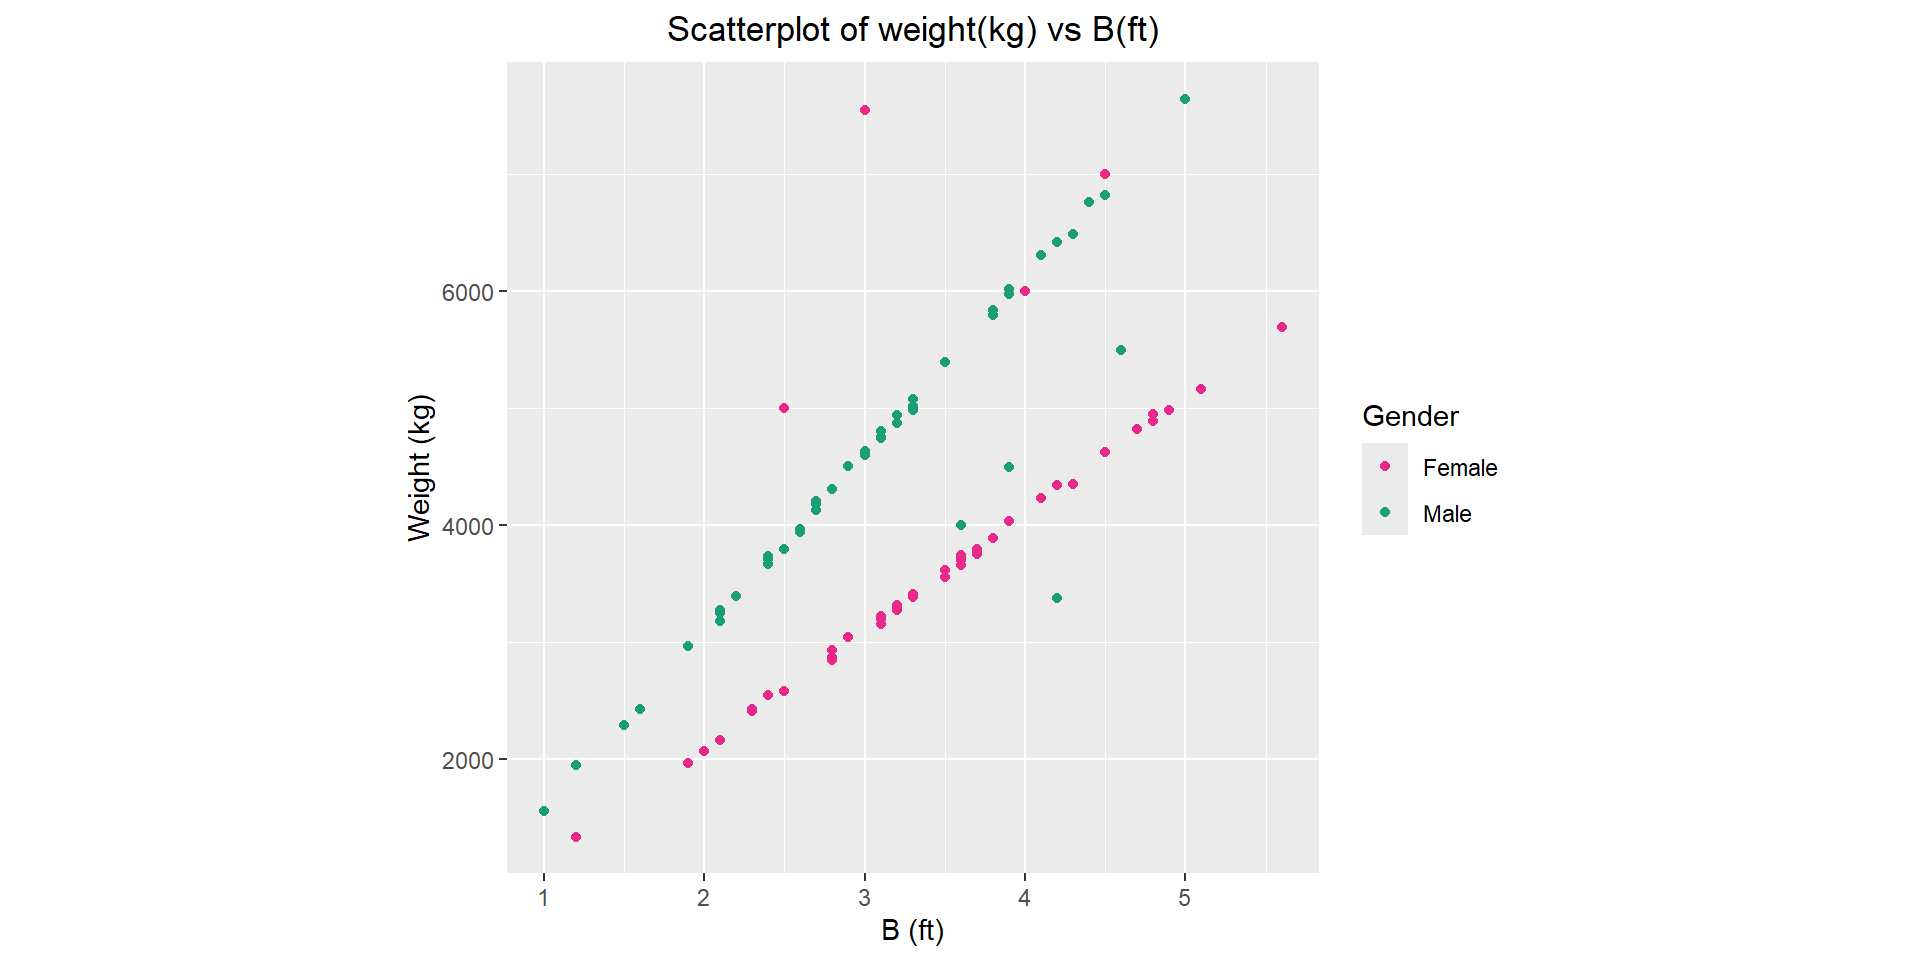 Scatterplot of weight(kg) vs B(ft)
Weight (kg)
6000
4000
2000
1
2
3
4
5
B (ft)
Gender
Female
Male